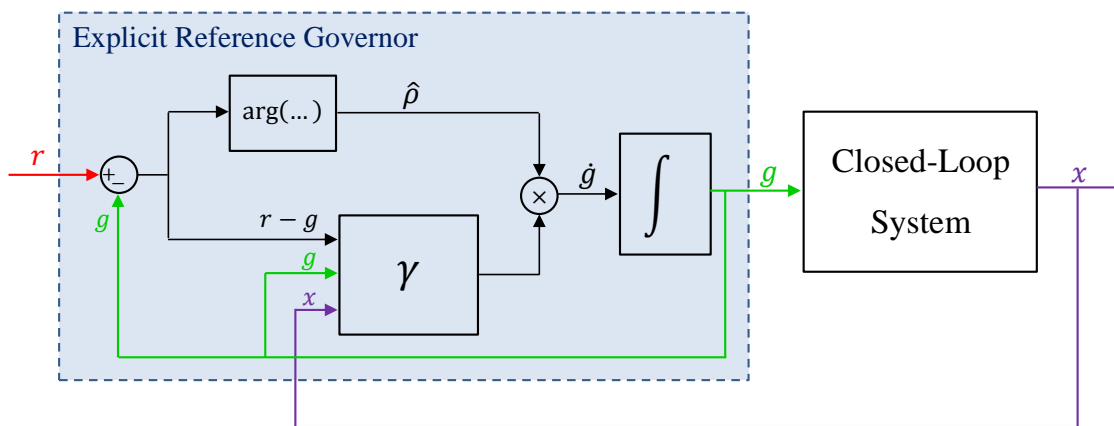 Explicit Reference Governor
arg(…)
ρ̂
r
+
−
g
r − g
g
x
γ
×
ġ
∫
g
Closed-Loop
System
x